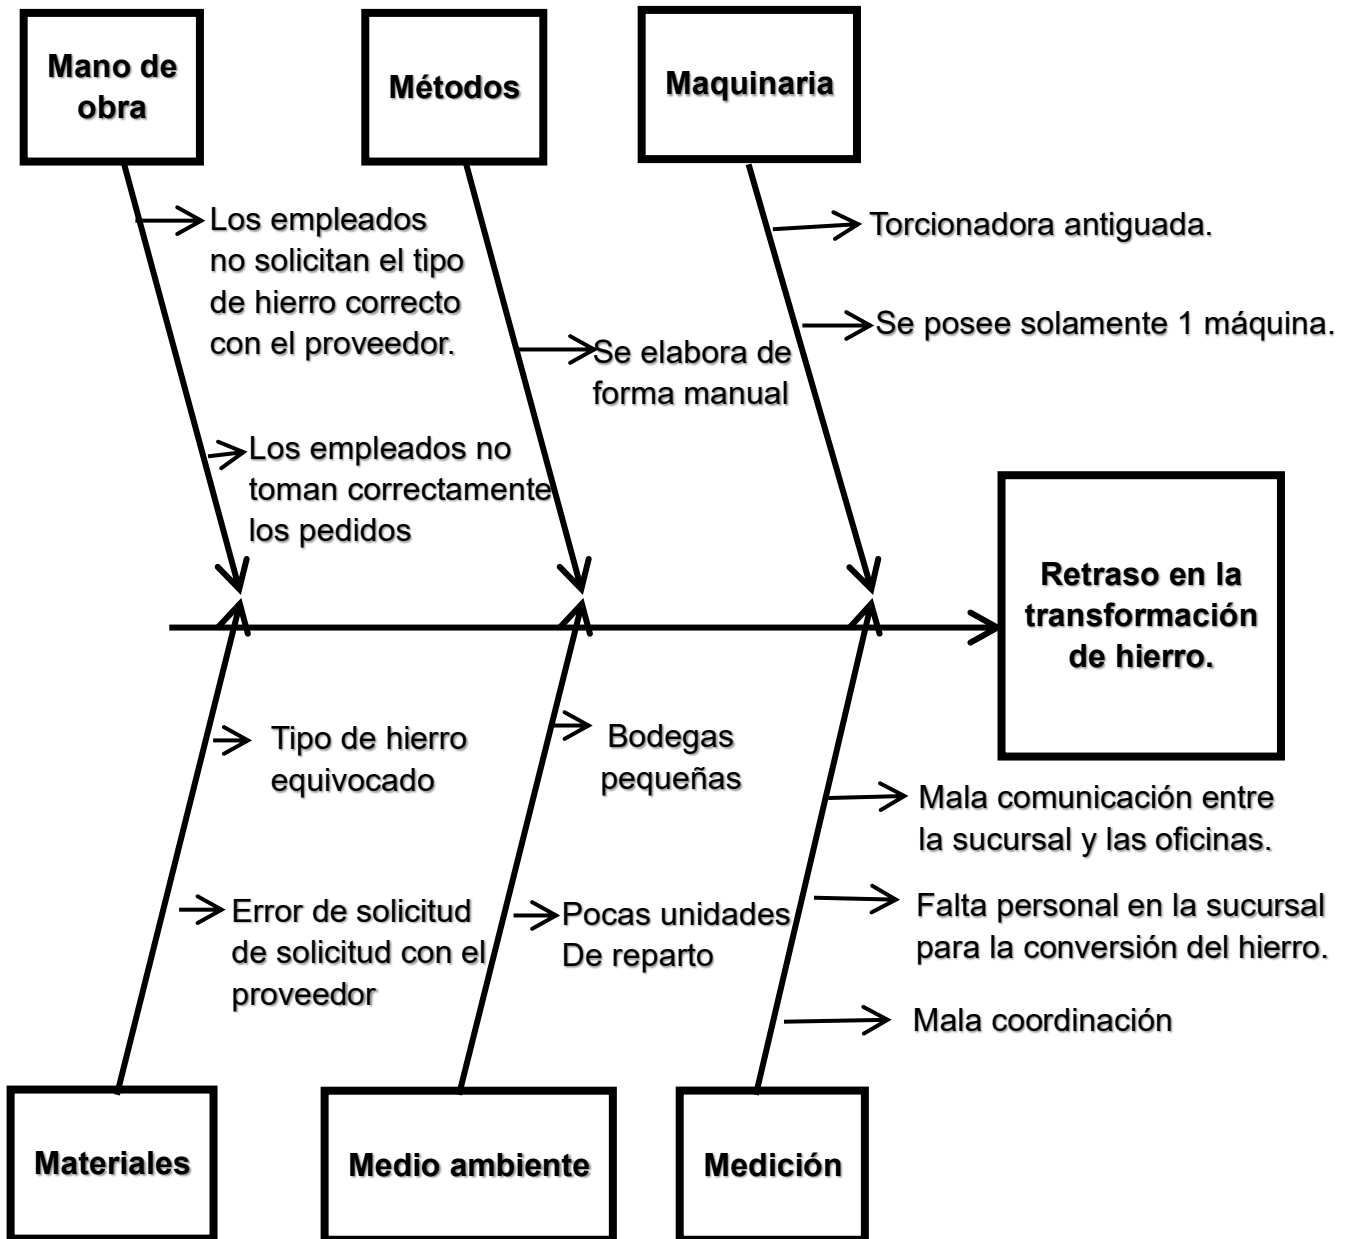 Mano de
obra
Métodos
Maquinaria
Los empleados
no solicitan el tipo
de hierro correcto
con el proveedor.
Los empleados no
toman correctamente
los pedidos
Se elabora de
forma manual
Torcionadora antiguada.
Se posee solamente 1 máquina.
Retraso en la
transformación
de hierro.
Tipo de hierro
equivocado
Error de solicitud
de solicitud con el
proveedor
Bodegas
pequeñas
Pocas unidades
De reparto
Mala comunicación entre
la sucursal y las oficinas.
Falta personal en la sucursal
para la conversión del hierro.
Mala coordinación
Materiales
Medio ambiente
Medición